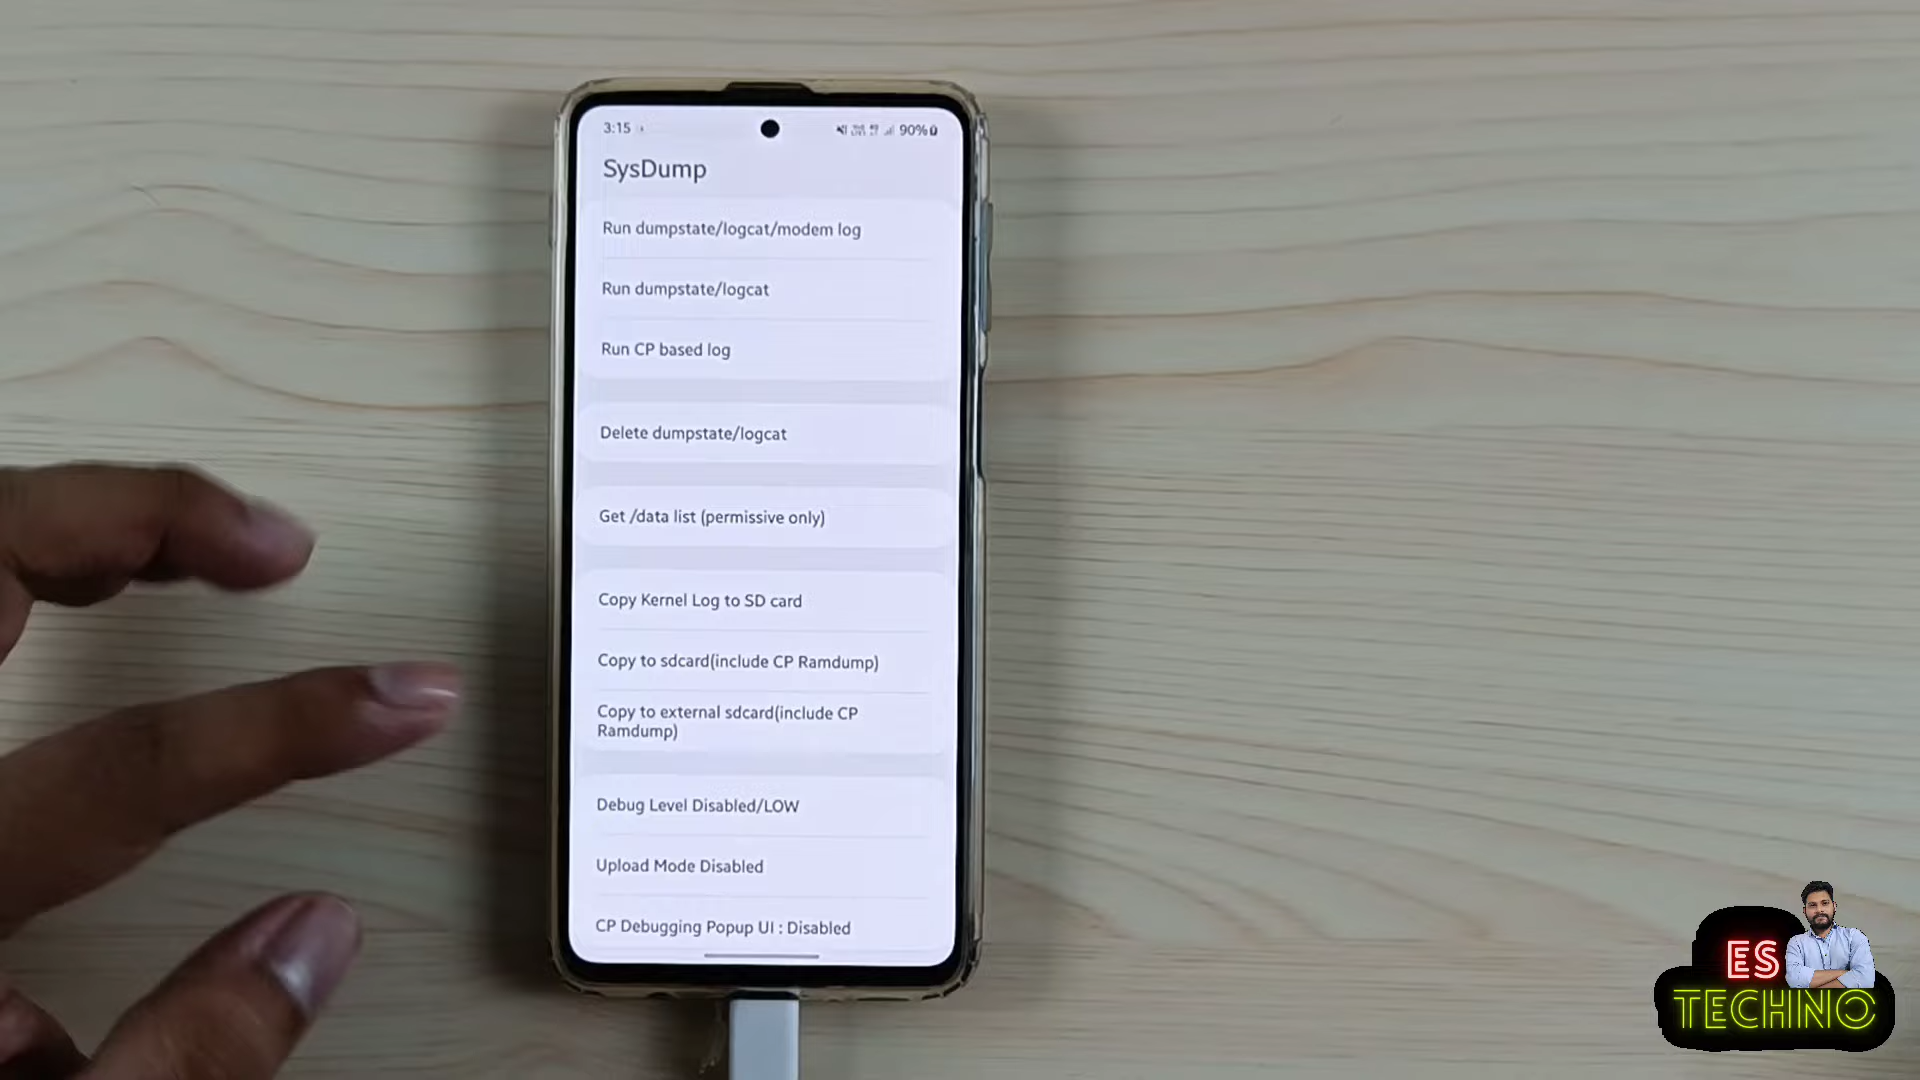 3:15
90%
SysDump
Run dumpstate/logcat/modem log
Run dumpstate/logcat
Run CP based log
Delete dumpstate/logcat
Get /data list (permissive only)
Copy Kernel Log to SD card
Copy to sdcard(include CP Ramdump)
Copy to external sdcard(include CP
Ramdump)
Debug Level Disabled/LOW
Upload Mode Disabled
CP Debugging Popup UI : Disabled
ES
TECHNO